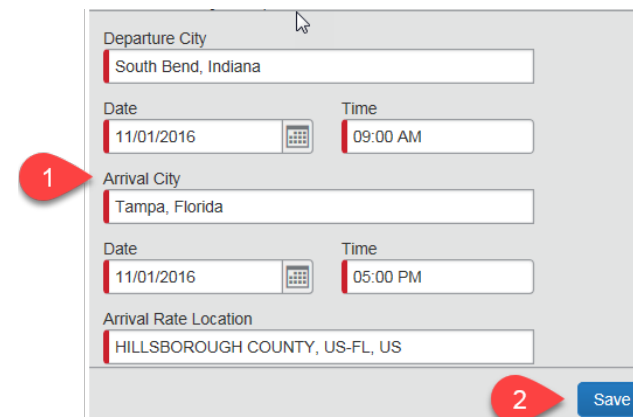 Departure City
South Bend, Indiana
Date Time
11/01/2016 09:00 AM
1
Arrival City
Tampa, Florida
Date Time
11/01/2016 05:00 PM
Arrival Rate Location
HILLSBOROUGH COUNTY, US-FL, US
2 Save